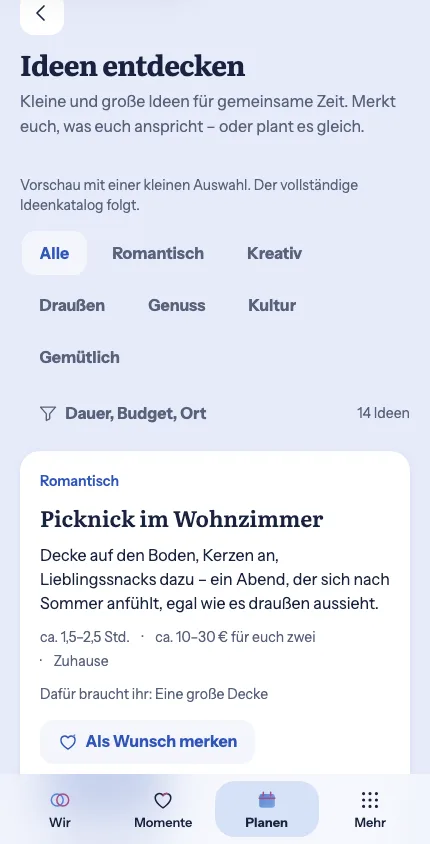 Ideen entdecken
Kleine und große Ideen für gemeinsame Zeit. Merkt
euch, was euch anspricht – oder plant es gleich.
Vorschau mit einer kleinen Auswahl. Der vollständige
Ideenkatalog folgt.
Alle Romantisch Kreativ
Draußen Genuss Kultur
Gemütlich
Dauer, Budget, Ort 14 Ideen
Romantisch
Picknick im Wohnzimmer
Decke auf den Boden, Kerzen an,
Lieblingssnacks dazu – ein Abend, der sich nach
Sommer anfühlt, egal wie es draußen aussieht.
ca. 1,5–2,5 Std. · ca. 10–30 € für euch zwei
· Zuhause
Dafür braucht ihr: Eine große Decke
Als Wunsch merken
Wir Momente Planen Mehr